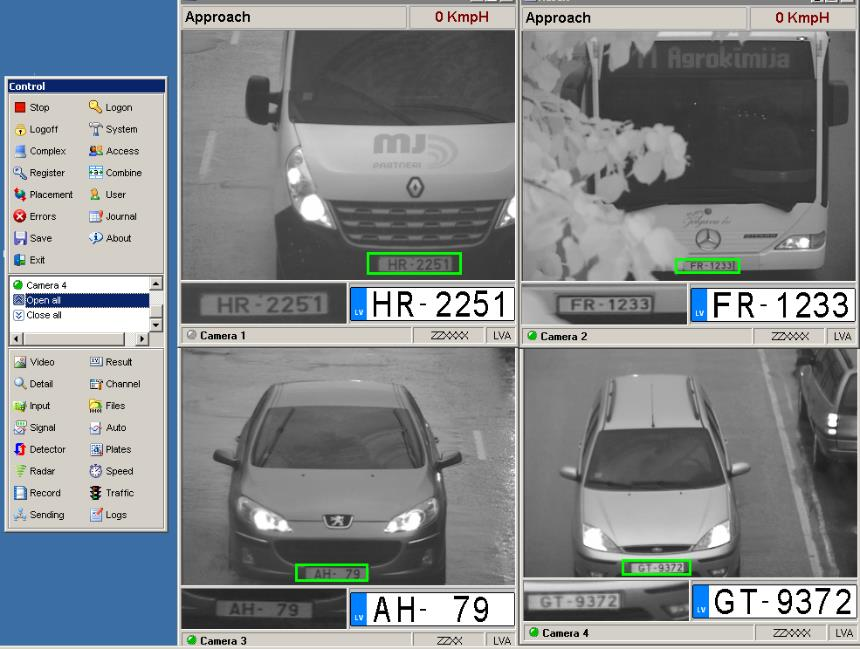 Approach
0 KmpH
Approach
0 KmpH
Control
Stop
Logon
Logoff
System
Complex
Access
Register
Combine
Placement
User
Errors
Journal
Save
About
Exit
Camera 4
Open all
Close all
Video
Result
Detail
Channel
Input
Files
Signal
Auto
Detector
Plates
Radar
Speed
Record
Traffic
Sending
Logs
MJ
PARTNERI
HR-2251
HR-2251
LV HR-2251
Camera 1
ZZXXXX
LVA
11 Agrokimija
FR-1233
FR-1233
LV FR-1233
Camera 2
ZZXXXX
LVA
AH- 79
AH- 79
LV AH- 79
Camera 3
ZZXX
LVA
GT-9372
GT-9372
LV GT-9372
Camera 4
ZZXXXX
LVA